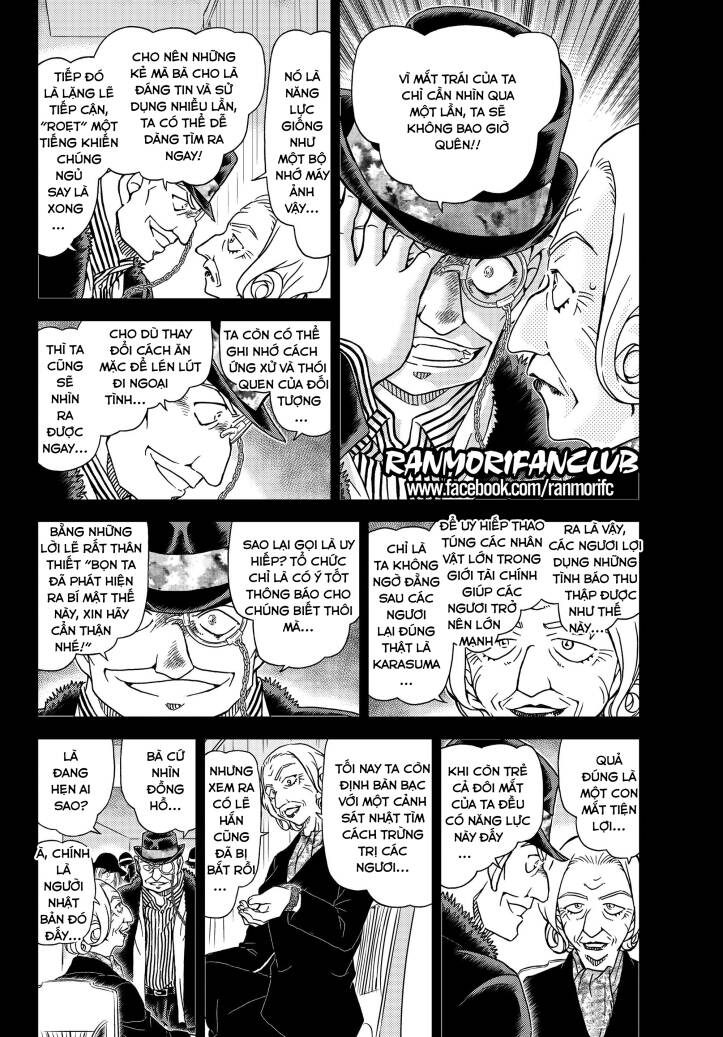 VÌ MẮT TRÁI CỦA TA
CHỈ CẦN NHÌN QUA
MỘT LẦN, TA SẼ
KHÔNG BAO GIỜ
QUÊN!!
NÓ LÀ
NĂNG
LỰC
GIỐNG
NHƯ
MỘT BỘ
NHỚ MÁY
ẢNH
VẬY...
CHO NÊN NHỮNG
KẺ MÀ BÀ CHO LÀ
ĐÁNG TIN VÀ SỬ
DỤNG NHIỀU LẦN,
TA CÓ THỂ DỄ
DÀNG TÌM RA
NGAY!
TIẾP ĐÓ
LÀ LẶNG LẼ
TIẾP CẬN,
"ROẸT" MỘT
TIẾNG KHIẾN
CHÚNG
NGỦ
SAY LÀ
XONG
...
TA CÒN CÓ THỂ
GHI NHỚ CÁCH
ỨNG XỬ VÀ THÓI
QUEN CỦA ĐỐI
TƯỢNG
...
CHO DÙ THAY
ĐỔI CÁCH ĂN
MẶC ĐỂ LÉN LÚT
ĐI NGOẠI
TÌNH...
THÌ TA
CŨNG
SẼ
NHÌN
RA
ĐƯỢC
NGAY...
RANMORIFANCLUB
www.facebook.com/ranmorifc
RA LÀ VẬY,
CÁC NGƯƠI LỢI
DỤNG NHỮNG
TÌNH BÁO THU
THẬP ĐƯỢC
NHƯ THẾ
NÀY...
ĐỂ UY HIẾP THAO
TÚNG CÁC NHÂN
VẬT LỚN TRONG
GIỚI TÀI CHÍNH
GIÚP CÁC
NGƯƠI TRỞ
NÊN LỚN
MẠNH
CHỈ LÀ
TA KHÔNG
NGỜ ĐẰNG
SAU CÁC
NGƯƠI
LẠI ĐÚNG
THẬT LÀ
KARASUMA
...
SAO LẠI GỌI LÀ UY
HIẾP? TỔ CHỨC
CHỈ LÀ CÓ Ý TỐT
THÔNG BÁO CHO
CHÚNG BIẾT THÔI
MÀ...
BẰNG NHỮNG
LỜI LẼ RẤT THÂN
THIẾT "BỌN TA
ĐÃ PHÁT HIỆN
RA BÍ MẬT THẾ
NÀY, XIN HÃY
CẨN THẬN
NHÉ!"
QUẢ
ĐÚNG LÀ
MỘT CON
MẮT TIỆN
LỢI...
KHI CÒN TRẺ
CẢ ĐÔI MẮT
CỦA TA ĐỀU
CÓ NĂNG
LỰC NÀY ĐẤY
...
TỐI NAY TA CÒN
ĐỊNH BÀN BẠC
VỚI MỘT CẢNH
SÁT NHẬT TÌM
CÁCH TRỪNG
TRỊ CÁC
NGƯƠI...
NHƯNG
XEM RA
CÓ LẼ
HẮN
CŨNG
ĐÃ BỊ
BẮT RỒI
...
BÀ CỨ
NHÌN
ĐỒNG
HỒ...
LÀ
ĐANG
HẸN AI
SAO?
À, CHÍNH
LÀ
NGƯỜI
NHẬT
BẢN ĐÓ
ĐẤY...